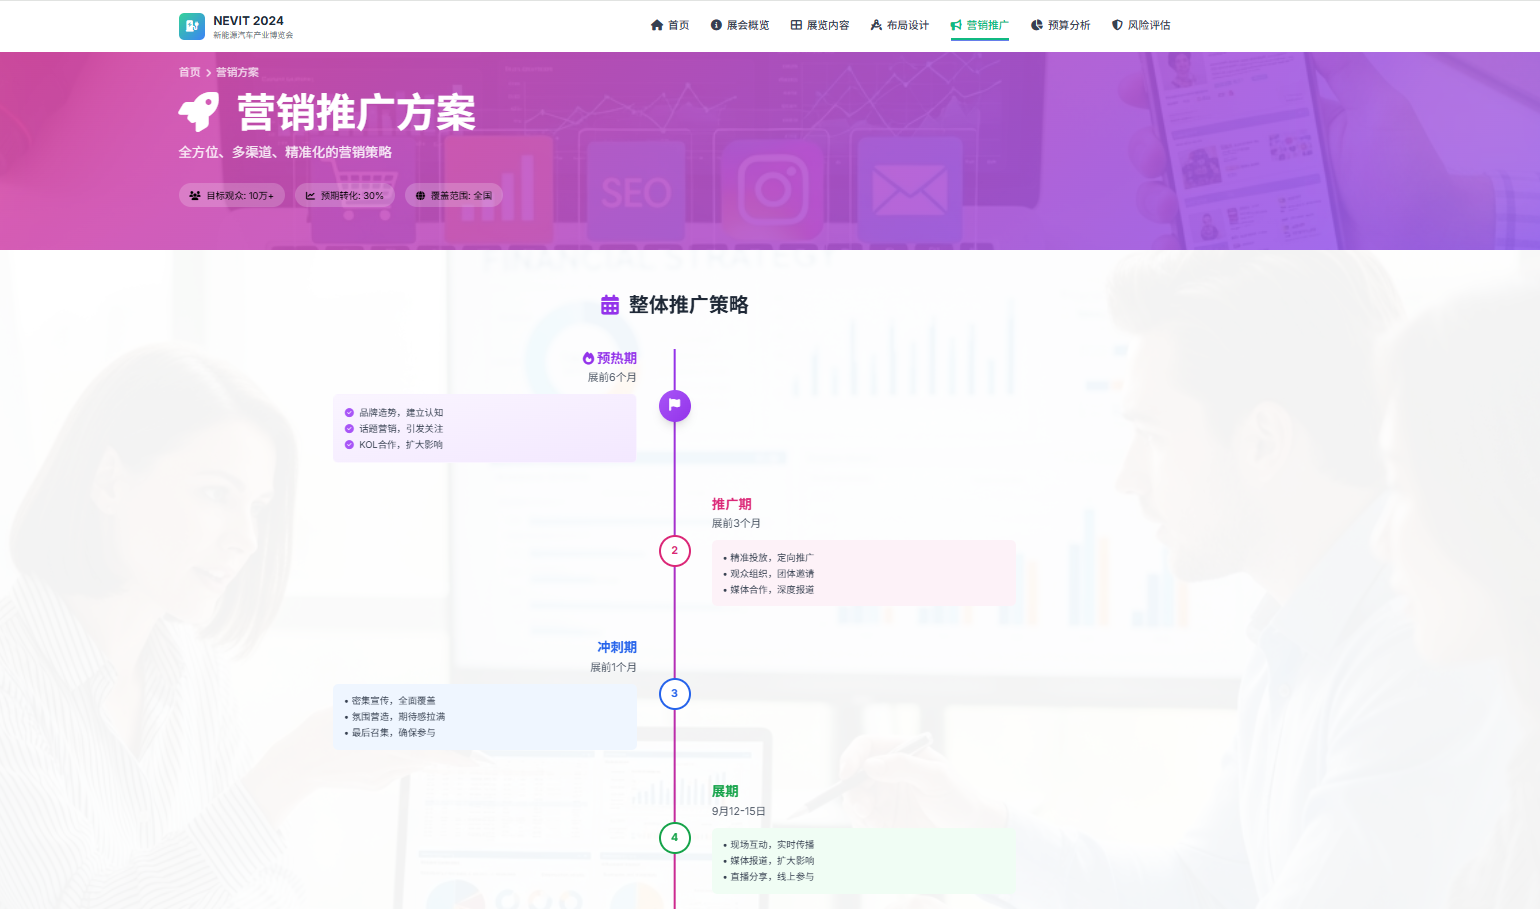 NEVIT 2024
新能源汽车产业博览会
首页
展会概览
展览内容
布局设计
营销推广
预算分析
风险评估
首页 > 营销方案
营销推广方案
全方位、多渠道、精准化的营销策略
目标观众: 10万+
预期转化: 30%
覆盖范围: 全国
SEO
FINANCIAL STRATEGY
整体推广策略
预热期
展前6个月
品牌造势，建立认知
话题营销，引发关注
KOL合作，扩大影响
推广期
展前3个月
2
• 精准投放，定向推广
• 观众组织，团体邀请
• 媒体合作，深度报道
冲刺期
展前1个月
3
• 密集宣传，全面覆盖
• 氛围营造，期待感拉满
• 最后召集，确保参与
展期
9月12-15日
4
• 现场互动，实时传播
• 媒体报道，扩大影响
• 直播分享，线上参与